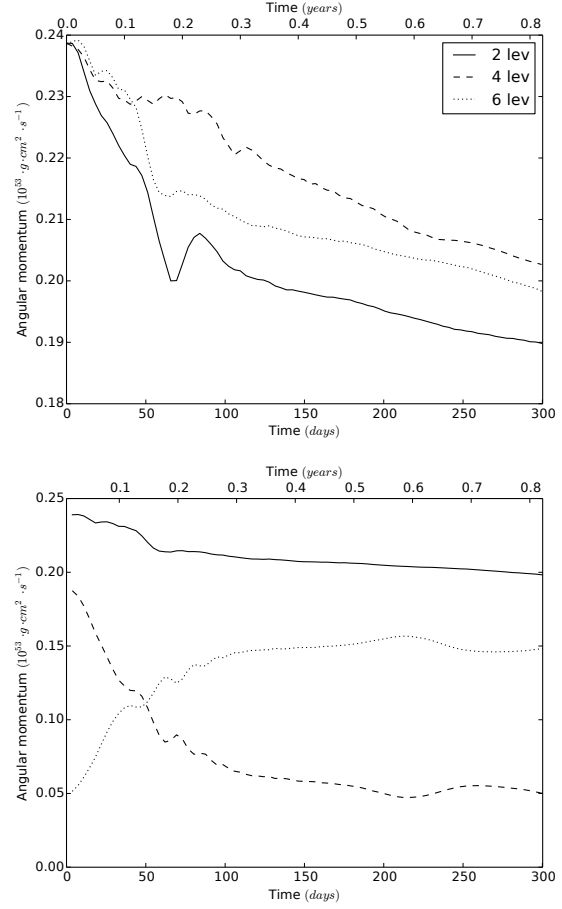 Time (years)
0.0 0.1 0.2 0.3 0.4 0.5 0.6 0.7 0.8
0.24
0.23
0.22
0.21
0.20
0.19
0.18
Angular momentum (10^53 · g·cm^2 · s^−1)
2 lev
4 lev
6 lev
0 50 100 150 200 250 300
Time (days)
Time (years)
0.1 0.2 0.3 0.4 0.5 0.6 0.7 0.8
0.25
0.20
0.15
0.10
0.05
0.00
Angular momentum (10^53 · g·cm^2 · s^−1)
0 50 100 150 200 250 300
Time (days)